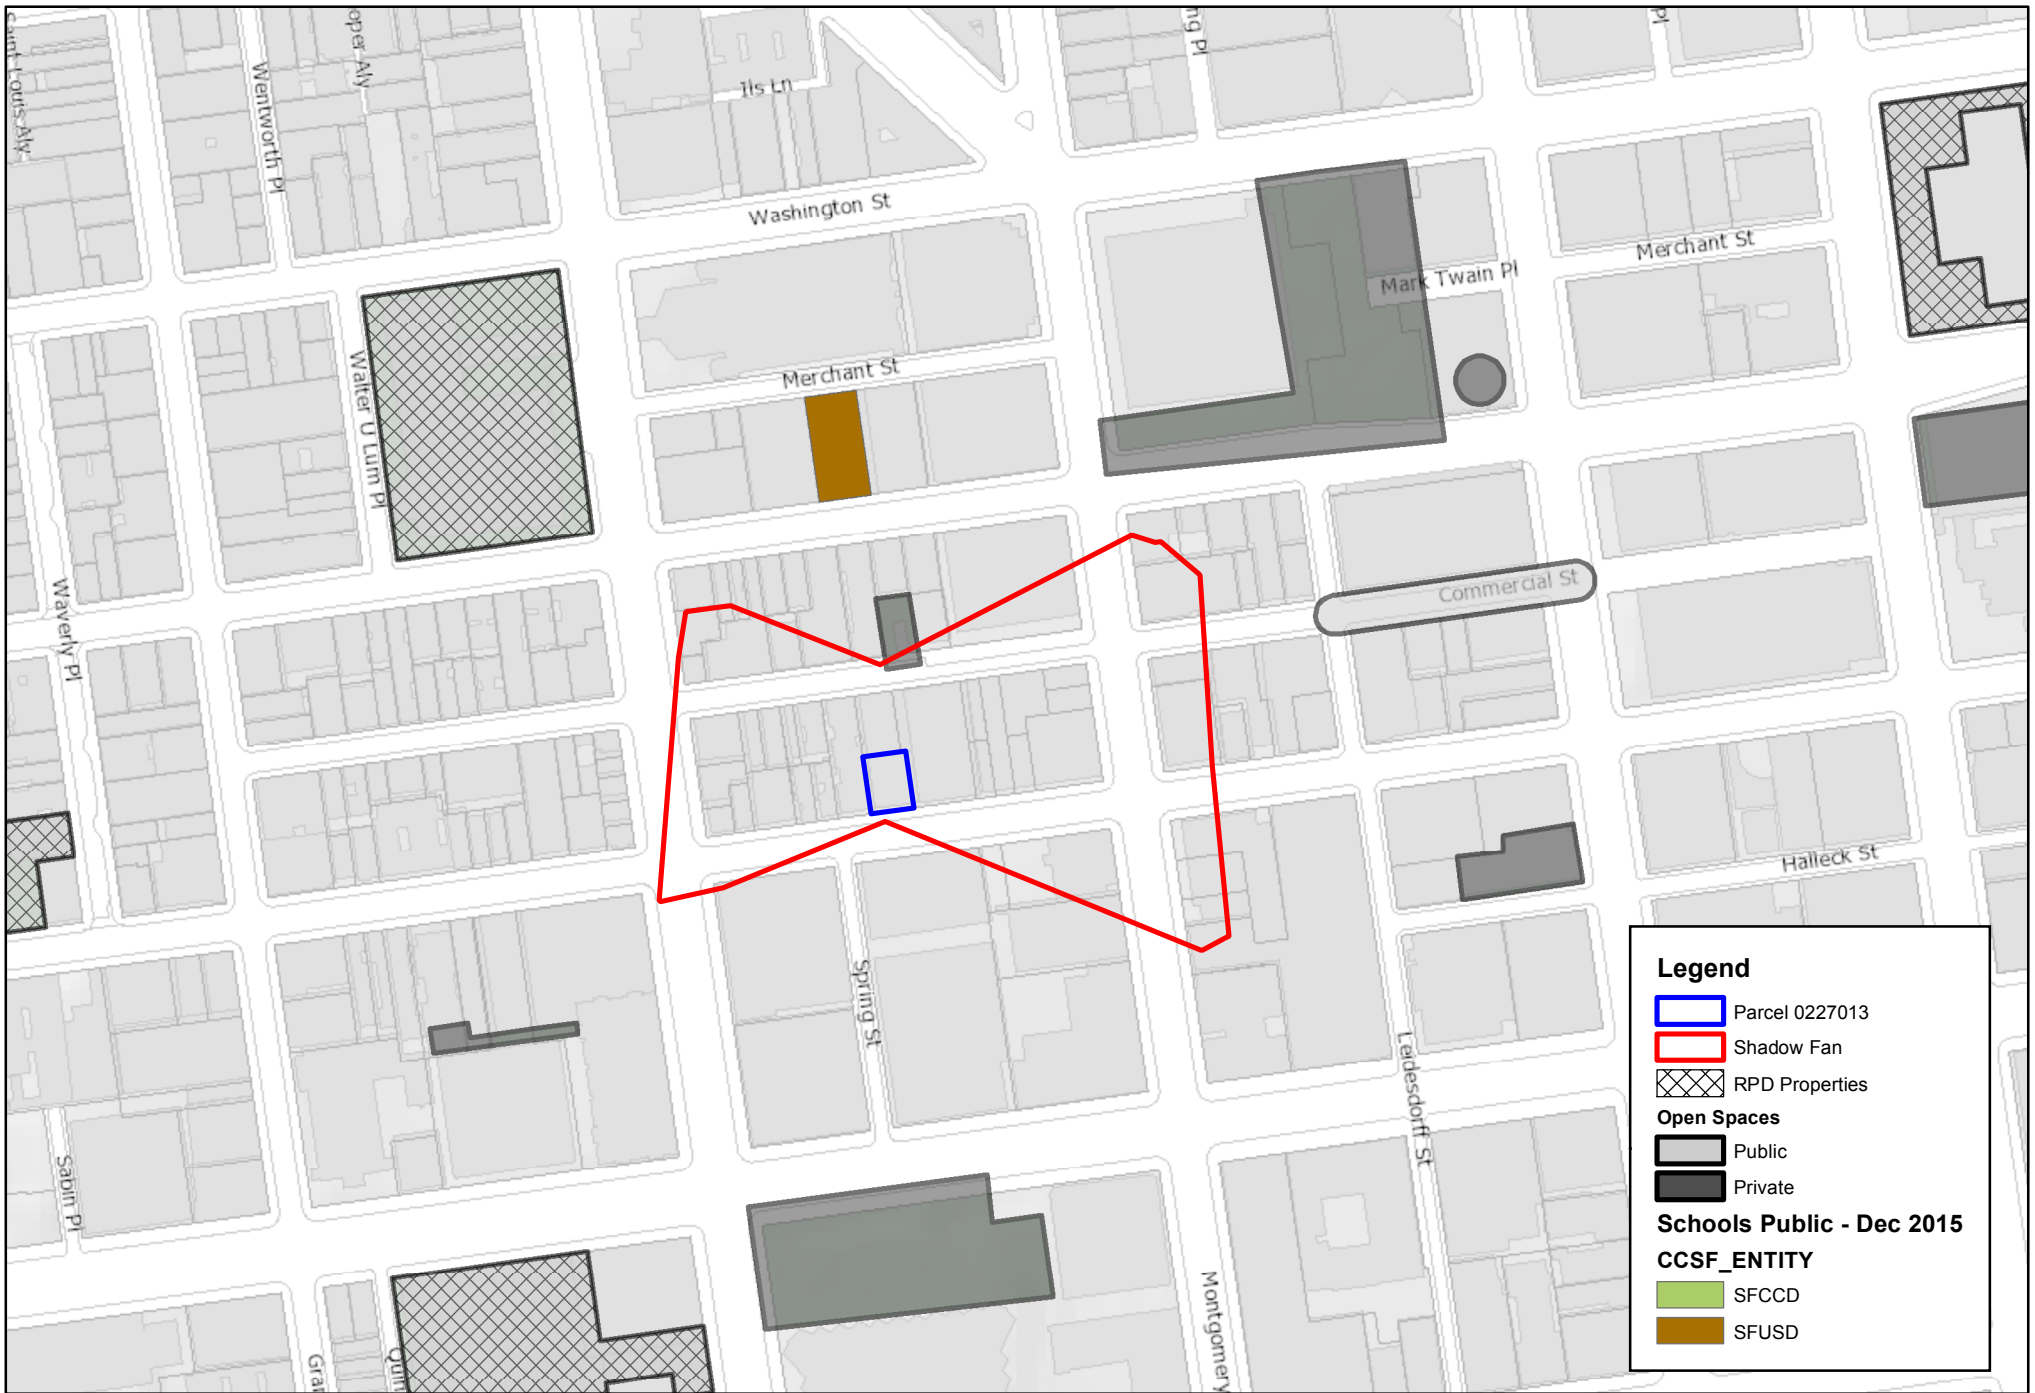 Wentworth Pl
Ils Ln
Washington St
Merchant St
Mark Twain Pl
Merchant St
Walter U Lum Pl
Commercial St
Waverly Pl
Halleck St
Spring St
Leidesdorff St
Sabin Pl
Montgomery
Legend
Parcel 0227013
Shadow Fan
RPD Properties
Open Spaces
Public
Private
Schools Public - Dec 2015
CCSF_ENTITY
SFCCD
SFUSD